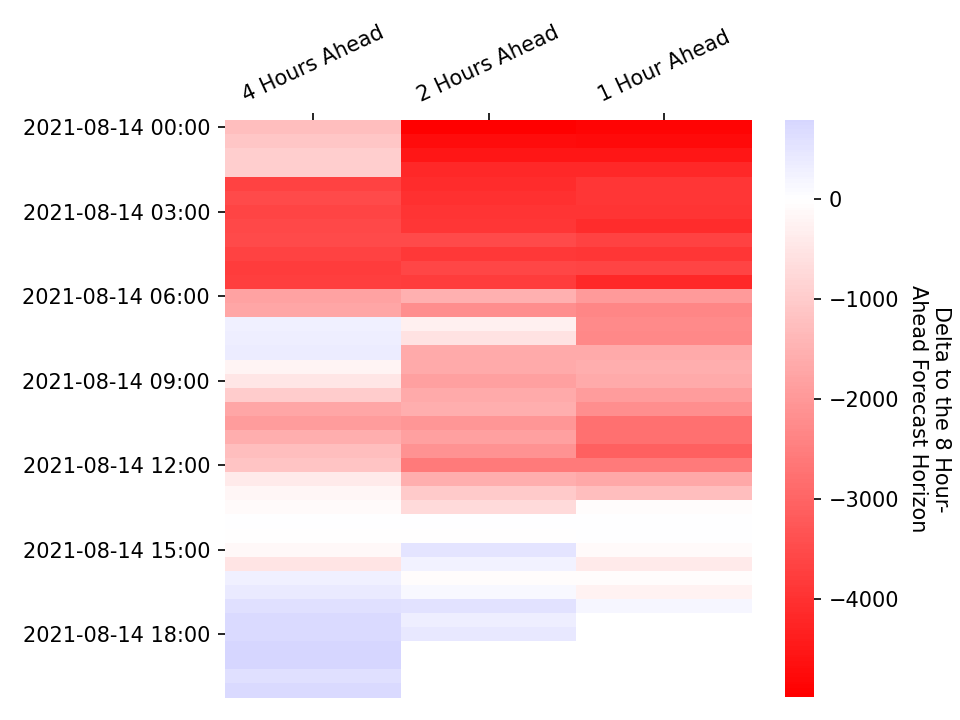 4 Hours Ahead
2 Hours Ahead
1 Hour Ahead
2021-08-14 00:00
2021-08-14 03:00
2021-08-14 06:00
2021-08-14 09:00
2021-08-14 12:00
2021-08-14 15:00
2021-08-14 18:00
0
−1000
−2000
−3000
−4000
Delta to the 8 Hour-
Ahead Forecast Horizon